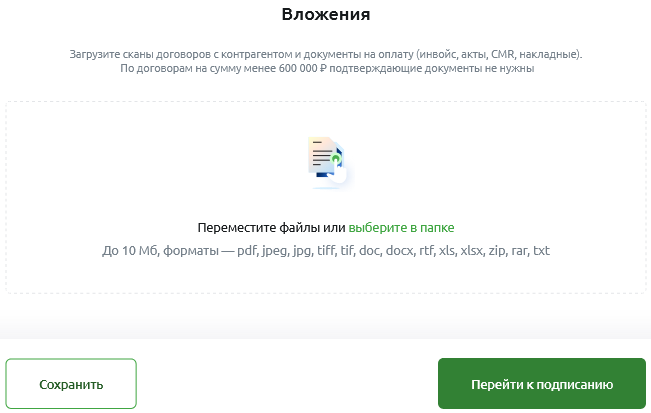 Вложения
Загрузите сканы договоров с контрагентом и документы на оплату (инвойс, акты, CMR, накладные).
По договорам на сумму менее 600 000 ₽ подтверждающие документы не нужны
Переместите файлы или выберите в папке
До 10 Мб, форматы — pdf, jpeg, jpg, tiff, tif, doc, docx, rtf, xls, xlsx, zip, rar, txt
Сохранить
Перейти к подписанию